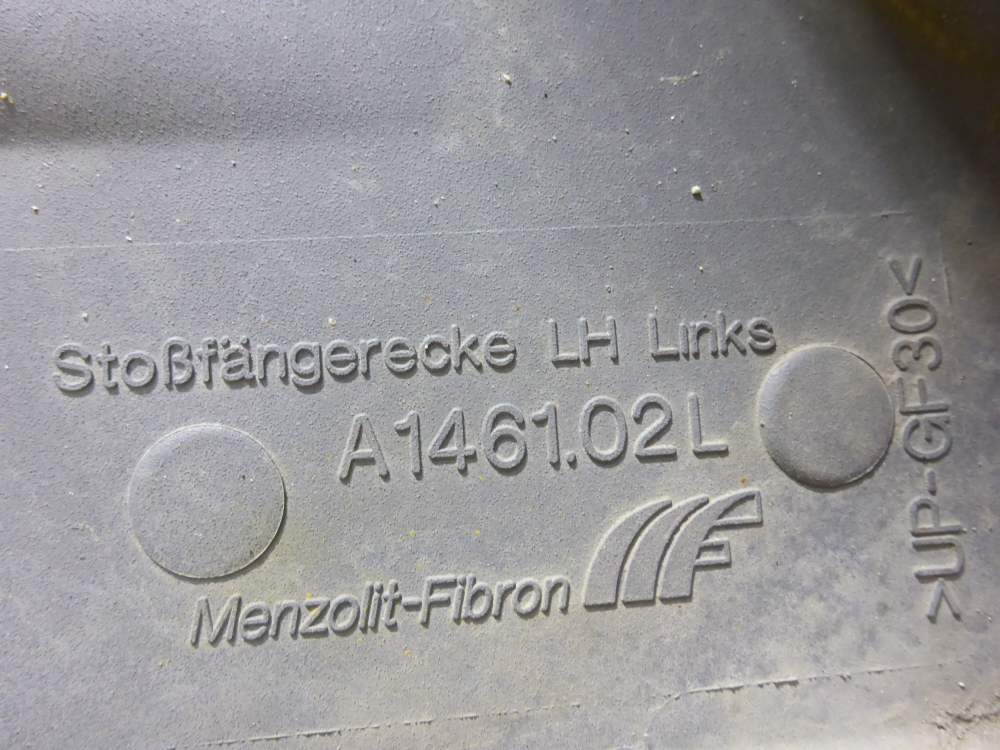 Stoßfängerecke LH Links
A1461.02L
Menzolit-Fibron
>UP-GF30<